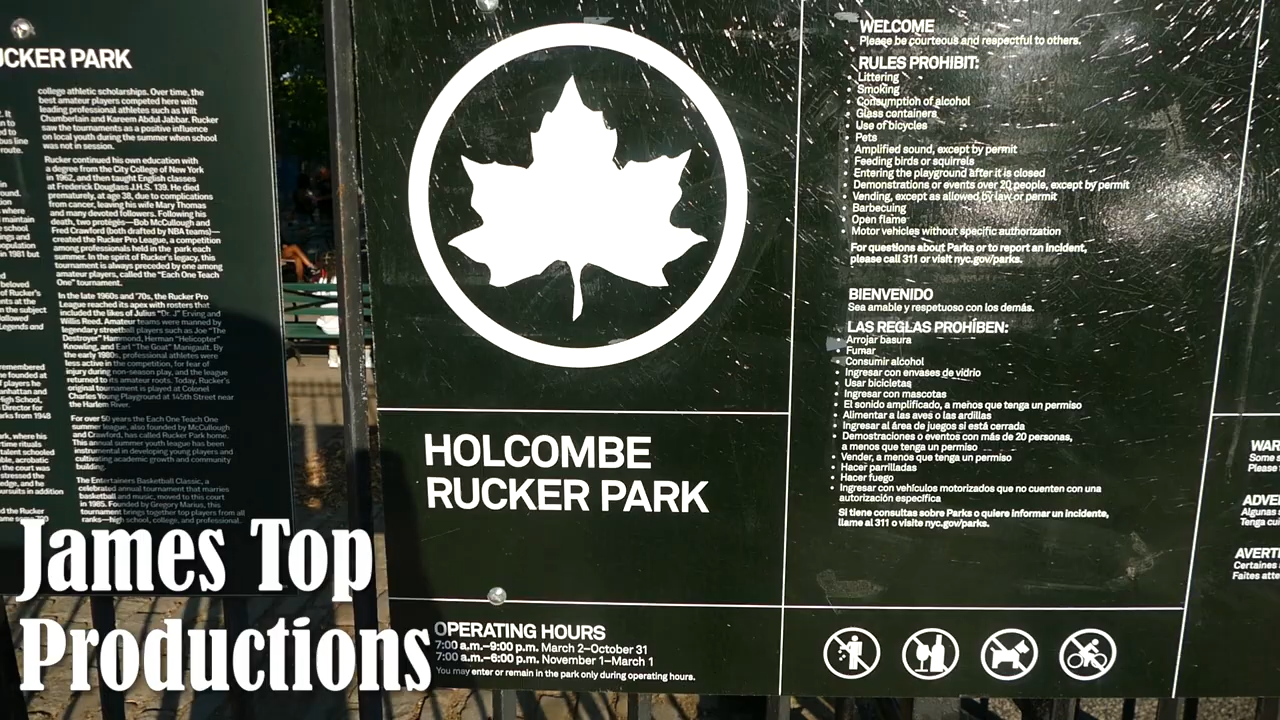 UCKER PARK
college athletic scholarships. Over time, the
best amateur players competed here with
leading professional athletes such as Wilt
Chamberlain and Kareem Abdul Jabbar. Rucker
saw the tournaments as a positive influence
on local youth during the summer when school
was not in session.
Rucker continued his own education with
a degree from the City College of New York
in 1962, and then taught English classes
at Frederick Douglass J.H.S. 139. He died
prematurely, at age 38, due to complications
from cancer, leaving his wife Mary Thomas
and many devoted followers. Following his
death, two protégés—Bob McCullough and
Fred Crawford (both drafted by NBA teams)—
created the Rucker Pro League, a competition
among professionals held in the park each
summer. In the spirit of Rucker's legacy, this
tournament is always preceded by one among
amateur players, called the "Each One Teach
One" tournament.
In the late 1960s and '70s, the Rucker Pro
League reached its apex with rosters that
included the likes of Julius "Dr. J" Erving and
Willis Reed. Amateur teams were manned by
legendary streetball players such as Joe "The
Destroyer" Hammond, Herman "Helicopter"
Knowling, and Earl "The Goat" Manigault. By
the early 1980s, professional athletes were
less active in the competition, for fear of
injury during non-season play, and the league
returned to its amateur roots. Today, Rucker's
original tournament is played at Colonel
Charles Young Playground at 145th Street near
the Harlem River.
For over 50 years the Each One Teach One
summer league, also founded by McCullough
and Crawford, has called Rucker Park home.
This annual summer youth league has been
instrumental in developing young players and
cultivating academic growth and community
building.
The Entertainers Basketball Classic, a
celebrated annual tournament that marries
basketball and music, moved to this court
in 1985. Founded by Gregory Marius, this
tournament brings together top players from all
ranks—high school, college, and professional.
HOLCOMBE
RUCKER PARK
OPERATING HOURS
7:00 a.m.–9:00 p.m. March 2–October 31
7:00 a.m.–6:00 p.m. November 1–March 1
You may enter or remain in the park only during operating hours.
WELCOME
Please be courteous and respectful to others.
RULES PROHIBIT:
• Littering
• Smoking
• Consumption of alcohol
• Glass containers
• Use of bicycles
• Pets
• Amplified sound, except by permit
• Feeding birds or squirrels
• Entering the playground after it is closed
• Demonstrations or events over 20 people, except by permit
• Vending, except as allowed by law or permit
• Barbecuing
• Open flame
• Motor vehicles without specific authorization
For questions about Parks or to report an incident,
please call 311 or visit nyc.gov/parks.
BIENVENIDO
Sea amable y respetuoso con los demás.
LAS REGLAS PROHÍBEN:
• Arrojar basura
• Fumar
• Consumir alcohol
• Ingresar con envases de vidrio
• Usar bicicletas
• Ingresar con mascotas
• El sonido amplificado, a menos que tenga un permiso
• Alimentar a las aves o las ardillas
• Ingresar al área de juegos si está cerrada
• Demostraciones o eventos con más de 20 personas,
a menos que tenga un permiso
• Vender, a menos que tenga un permiso
• Hacer parrilladas
• Hacer fuego
• Ingresar con vehículos motorizados que no cuenten con una
autorización específica
Si tiene consultas sobre Parks o quiere informar un incidente,
llame al 311 o visite nyc.gov/parks.
WAR
Some s
Please
ADVE
Algunas
Tenga cui
AVERTI
Certaines
Faites atte
James Top
Productions